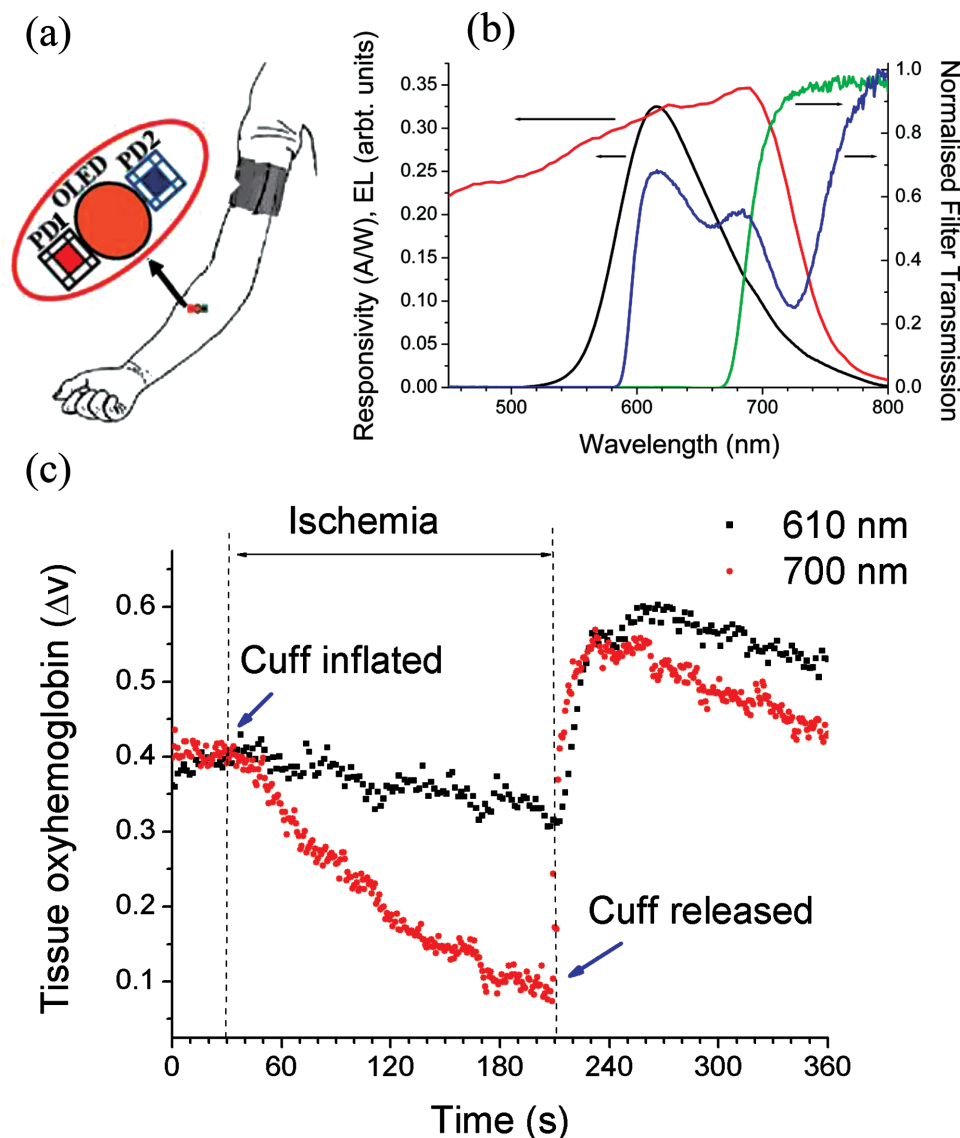 (a)
PD1 OLED PD2
(b)
Responsivity (A/W), EL (arbt. units)
0.35
0.30
0.25
0.20
0.15
0.10
0.05
0.00
500 600 700 800
Wavelength (nm)
1.0
0.8
0.6
0.4
0.2
0.0
Normalised Filter Transmission
(c)
Ischemia
610 nm
700 nm
Cuff inflated
Cuff released
Tissue oxyhemoglobin (Δv)
0.6
0.5
0.4
0.3
0.2
0.1
0 60 120 180 240 300 360
Time (s)